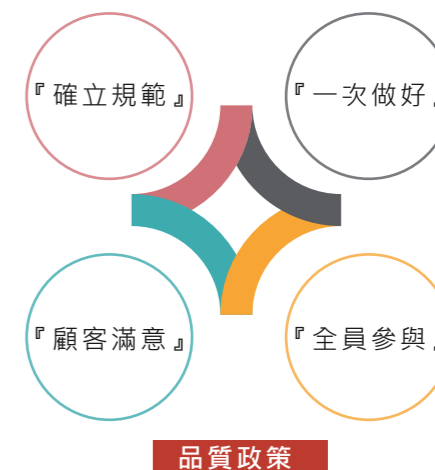 『確立規範』
『一次做好』
『顧客滿意』
『全員參與』
品質政策